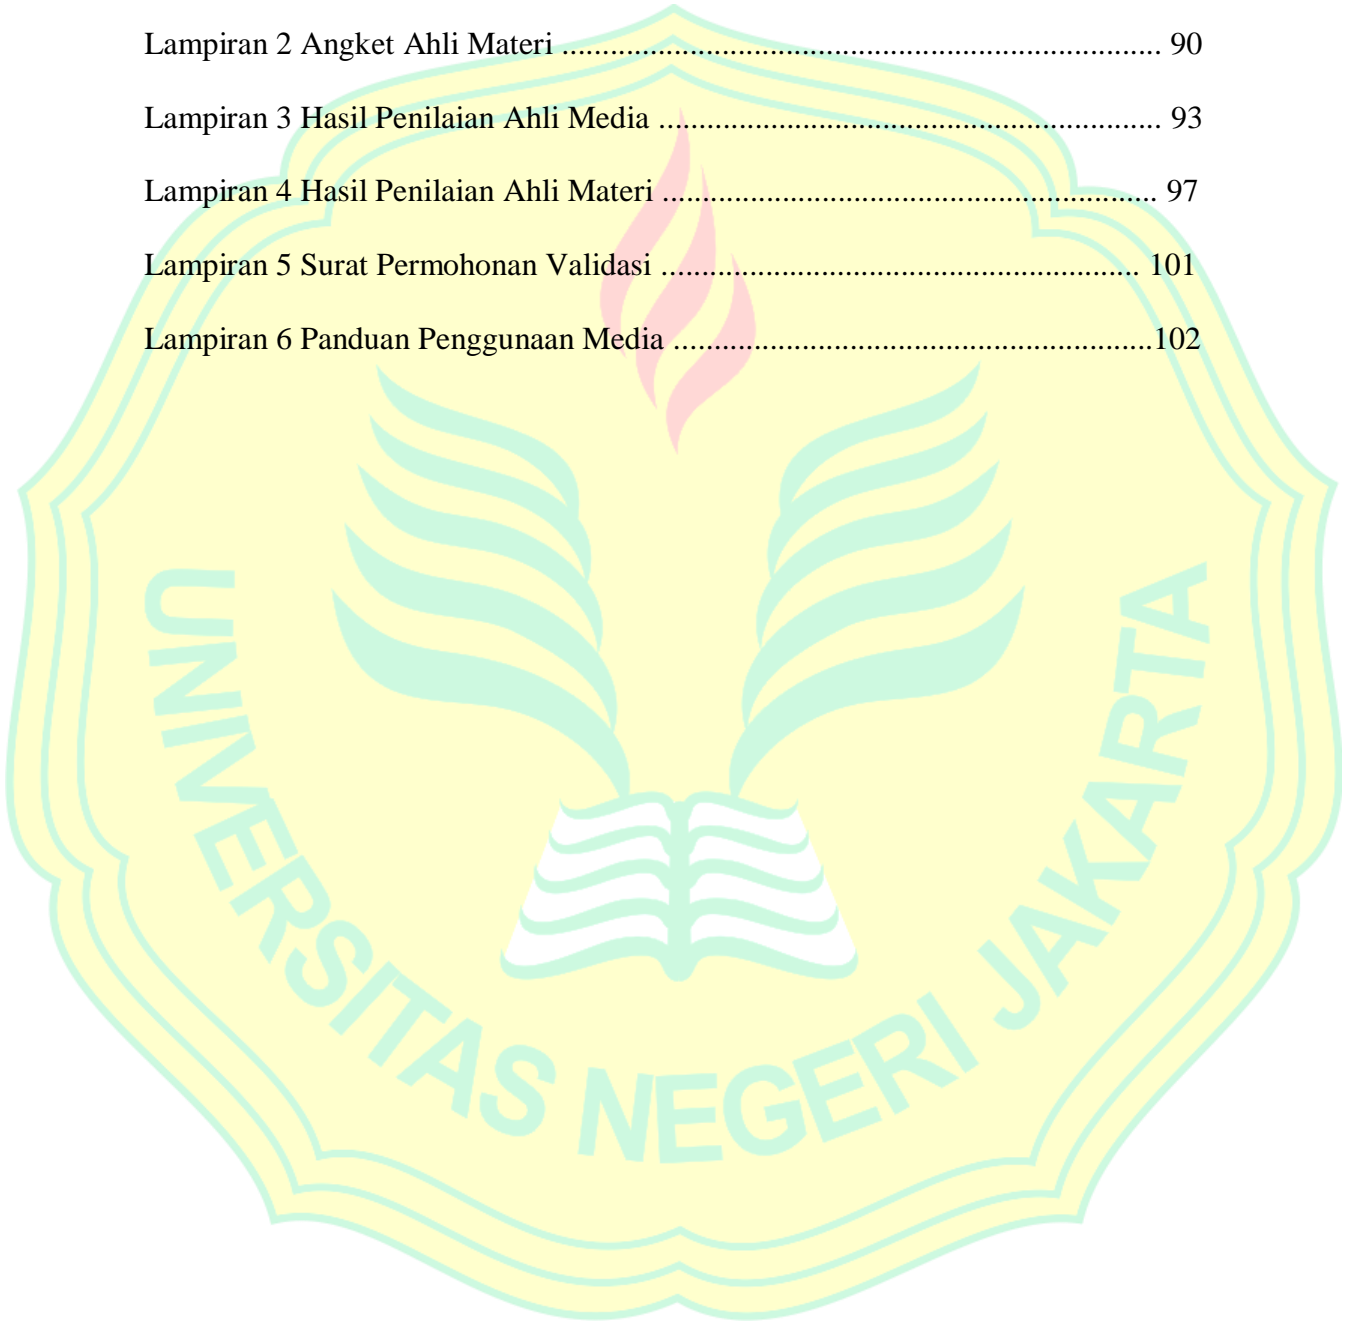 Lampiran 2 Angket Ahli Materi .......................................................................... 90
Lampiran 3 Hasil Penilaian Ahli Media .............................................................. 93
Lampiran 4 Hasil Penilaian Ahli Materi ............................................................. 97
Lampiran 5 Surat Permohonan Validasi ........................................................... 101
Lampiran 6 Panduan Penggunaan Media ...........................................................102
UNIVERSITAS NEGERI JAKARTA